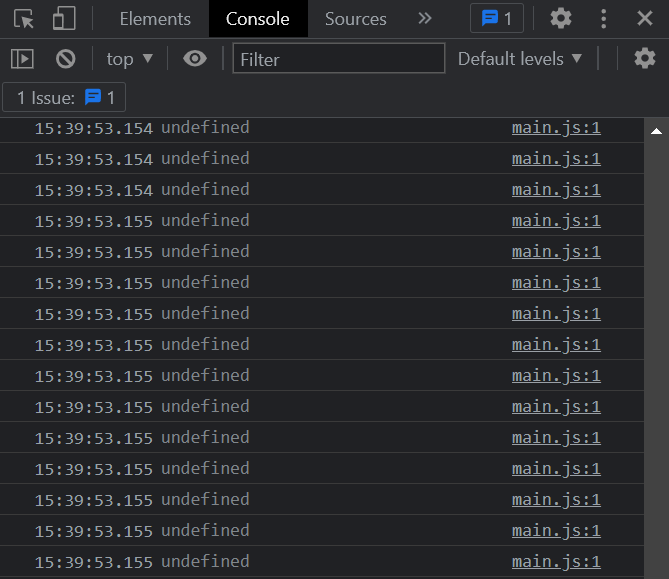 Elements Console Sources » 1
top ▼ Filter Default levels ▼
1 Issue: 1
15:39:53.154 undefined main.js:1
15:39:53.154 undefined main.js:1
15:39:53.154 undefined main.js:1
15:39:53.155 undefined main.js:1
15:39:53.155 undefined main.js:1
15:39:53.155 undefined main.js:1
15:39:53.155 undefined main.js:1
15:39:53.155 undefined main.js:1
15:39:53.155 undefined main.js:1
15:39:53.155 undefined main.js:1
15:39:53.155 undefined main.js:1
15:39:53.155 undefined main.js:1
15:39:53.155 undefined main.js:1
15:39:53.155 undefined main.js:1
15:39:53.155 undefined main.js:1